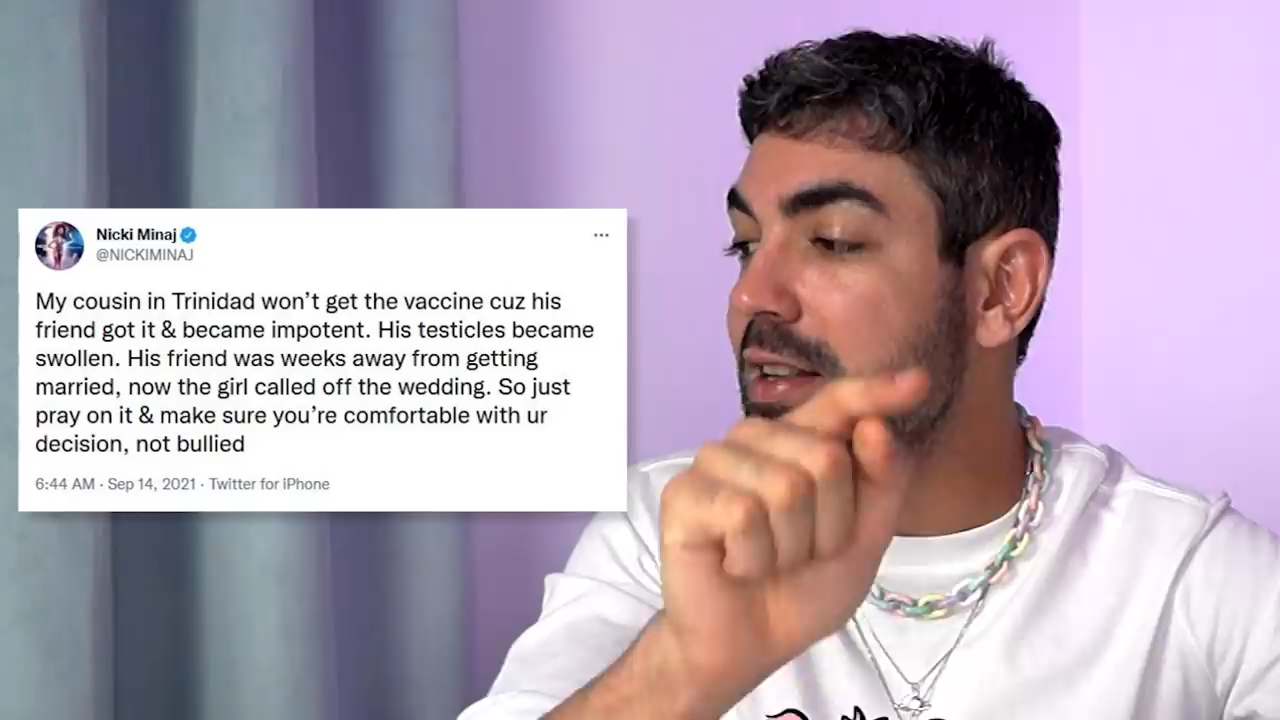 Nicki Minaj
@NICKIMINAJ
My cousin in Trinidad won’t get the vaccine cuz his
friend got it & became impotent. His testicles became
swollen. His friend was weeks away from getting
married, now the girl called off the wedding. So just
pray on it & make sure you’re comfortable with ur
decision, not bullied
6:44 AM · Sep 14, 2021 · Twitter for iPhone